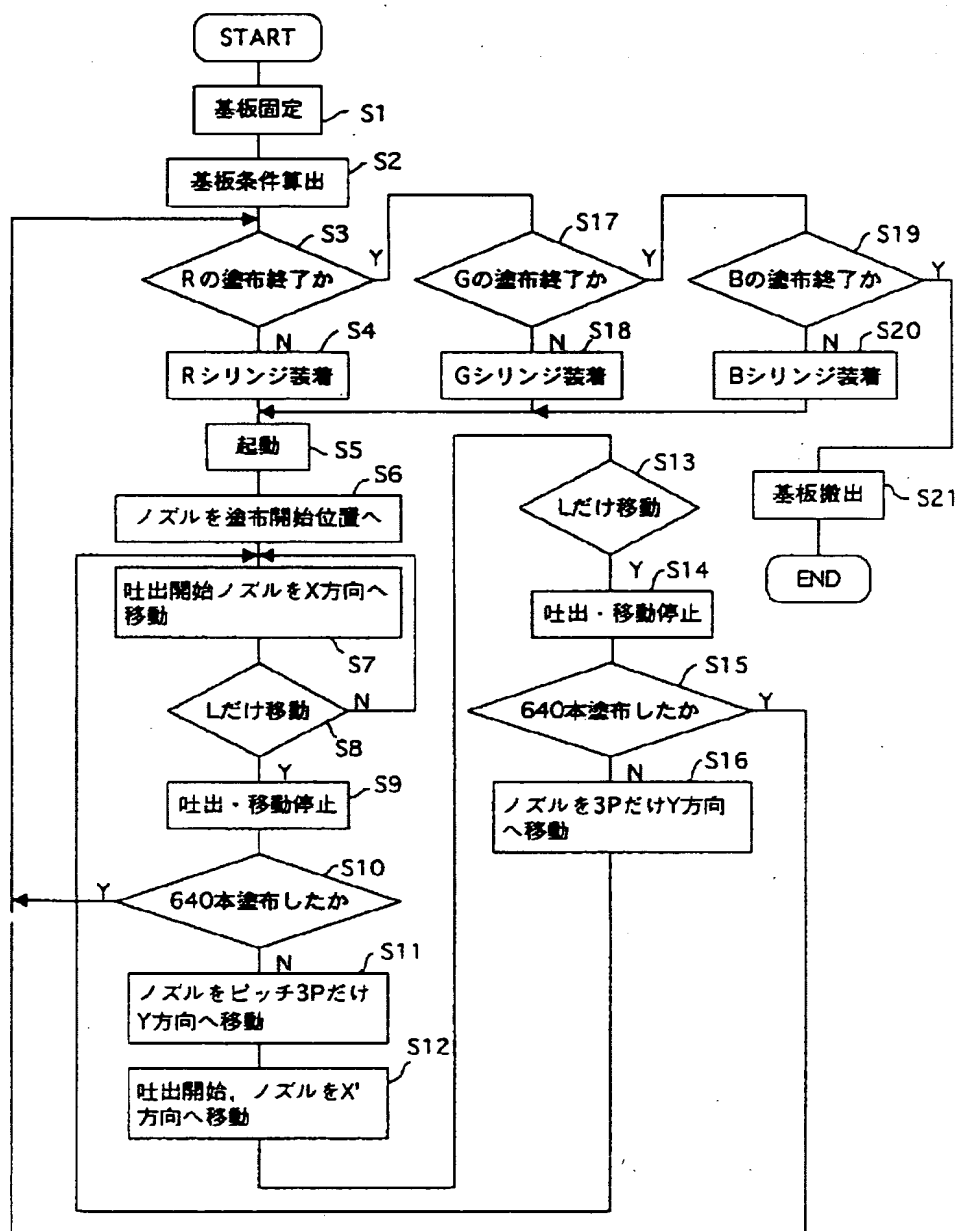 START
基板固定
S1
基板条件算出
S2
Rの塗布終了か
S3
Y
N
Gの塗布終了か
S17
Y
N
Bの塗布終了か
S19
Y
N
Rシリンジ装着
S4
Gシリンジ装着
S18
Bシリンジ装着
S20
起動
S5
ノズルを塗布開始位置へ
S6
吐出開始ノズルをX方向へ
移動
S7
Lだけ移動
S8
N
Y
吐出・移動停止
S9
640本塗布したか
S10
Y
N
ノズルをピッチ3Pだけ
Y方向へ移動
S11
吐出開始,ノズルをX'
方向へ移動
S12
Lだけ移動
S13
Y
吐出・移動停止
S14
640本塗布したか
S15
Y
N
ノズルを3PだけY方向
へ移動
S16
基板搬出
S21
END